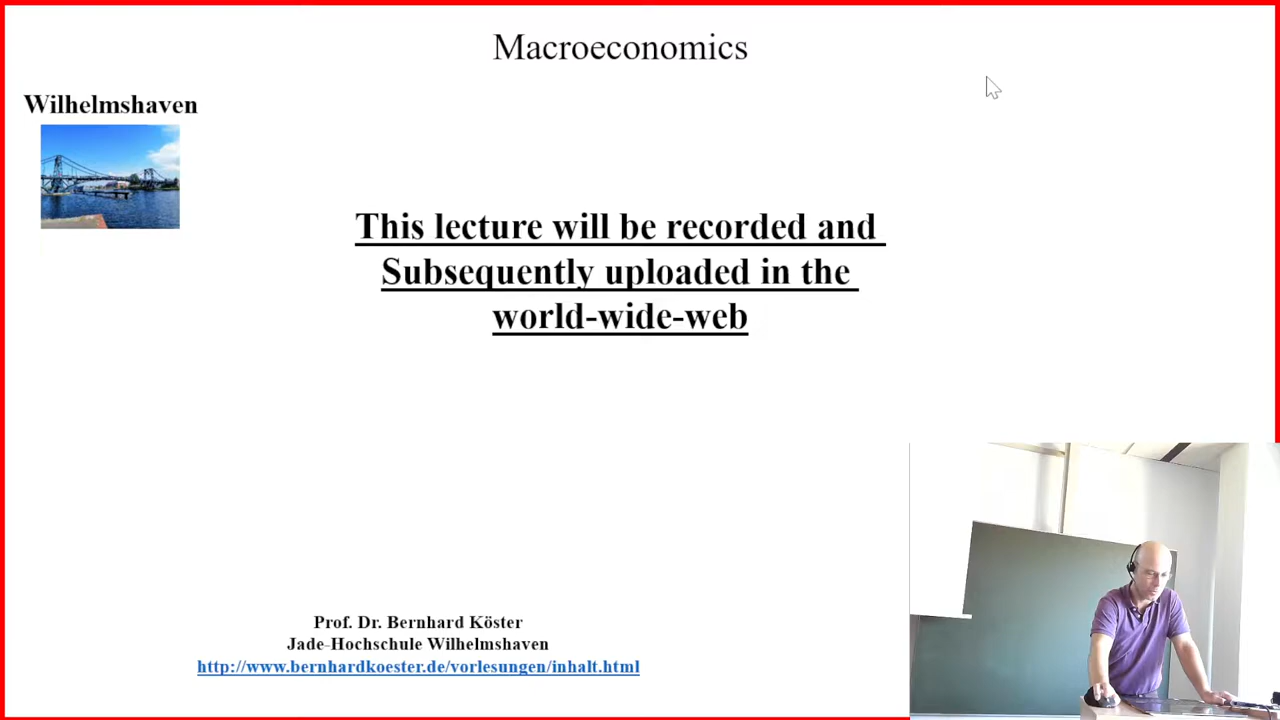 Macroeconomics
Wilhelmshaven
This lecture will be recorded and
Subsequently uploaded in the
world-wide-web
Prof. Dr. Bernhard Köster
Jade-Hochschule Wilhelmshaven
http://www.bernhardkoester.de/vorlesungen/inhalt.html